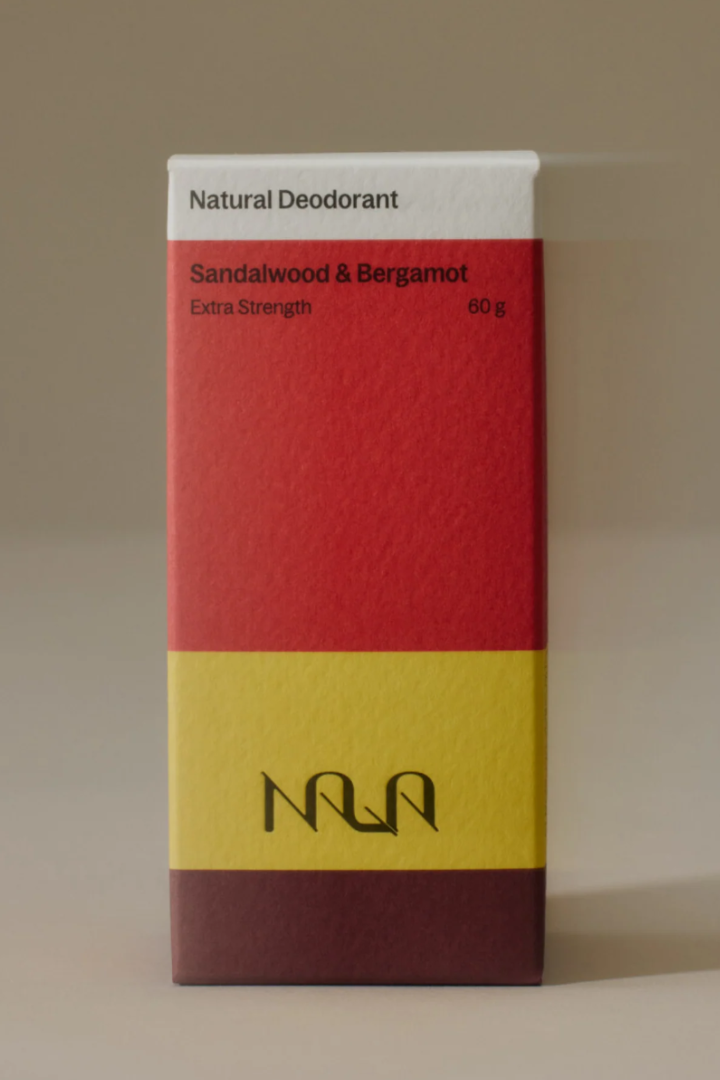 Natural Deodorant
Sandalwood & Bergamot
Extra Strength 60 g
NALA